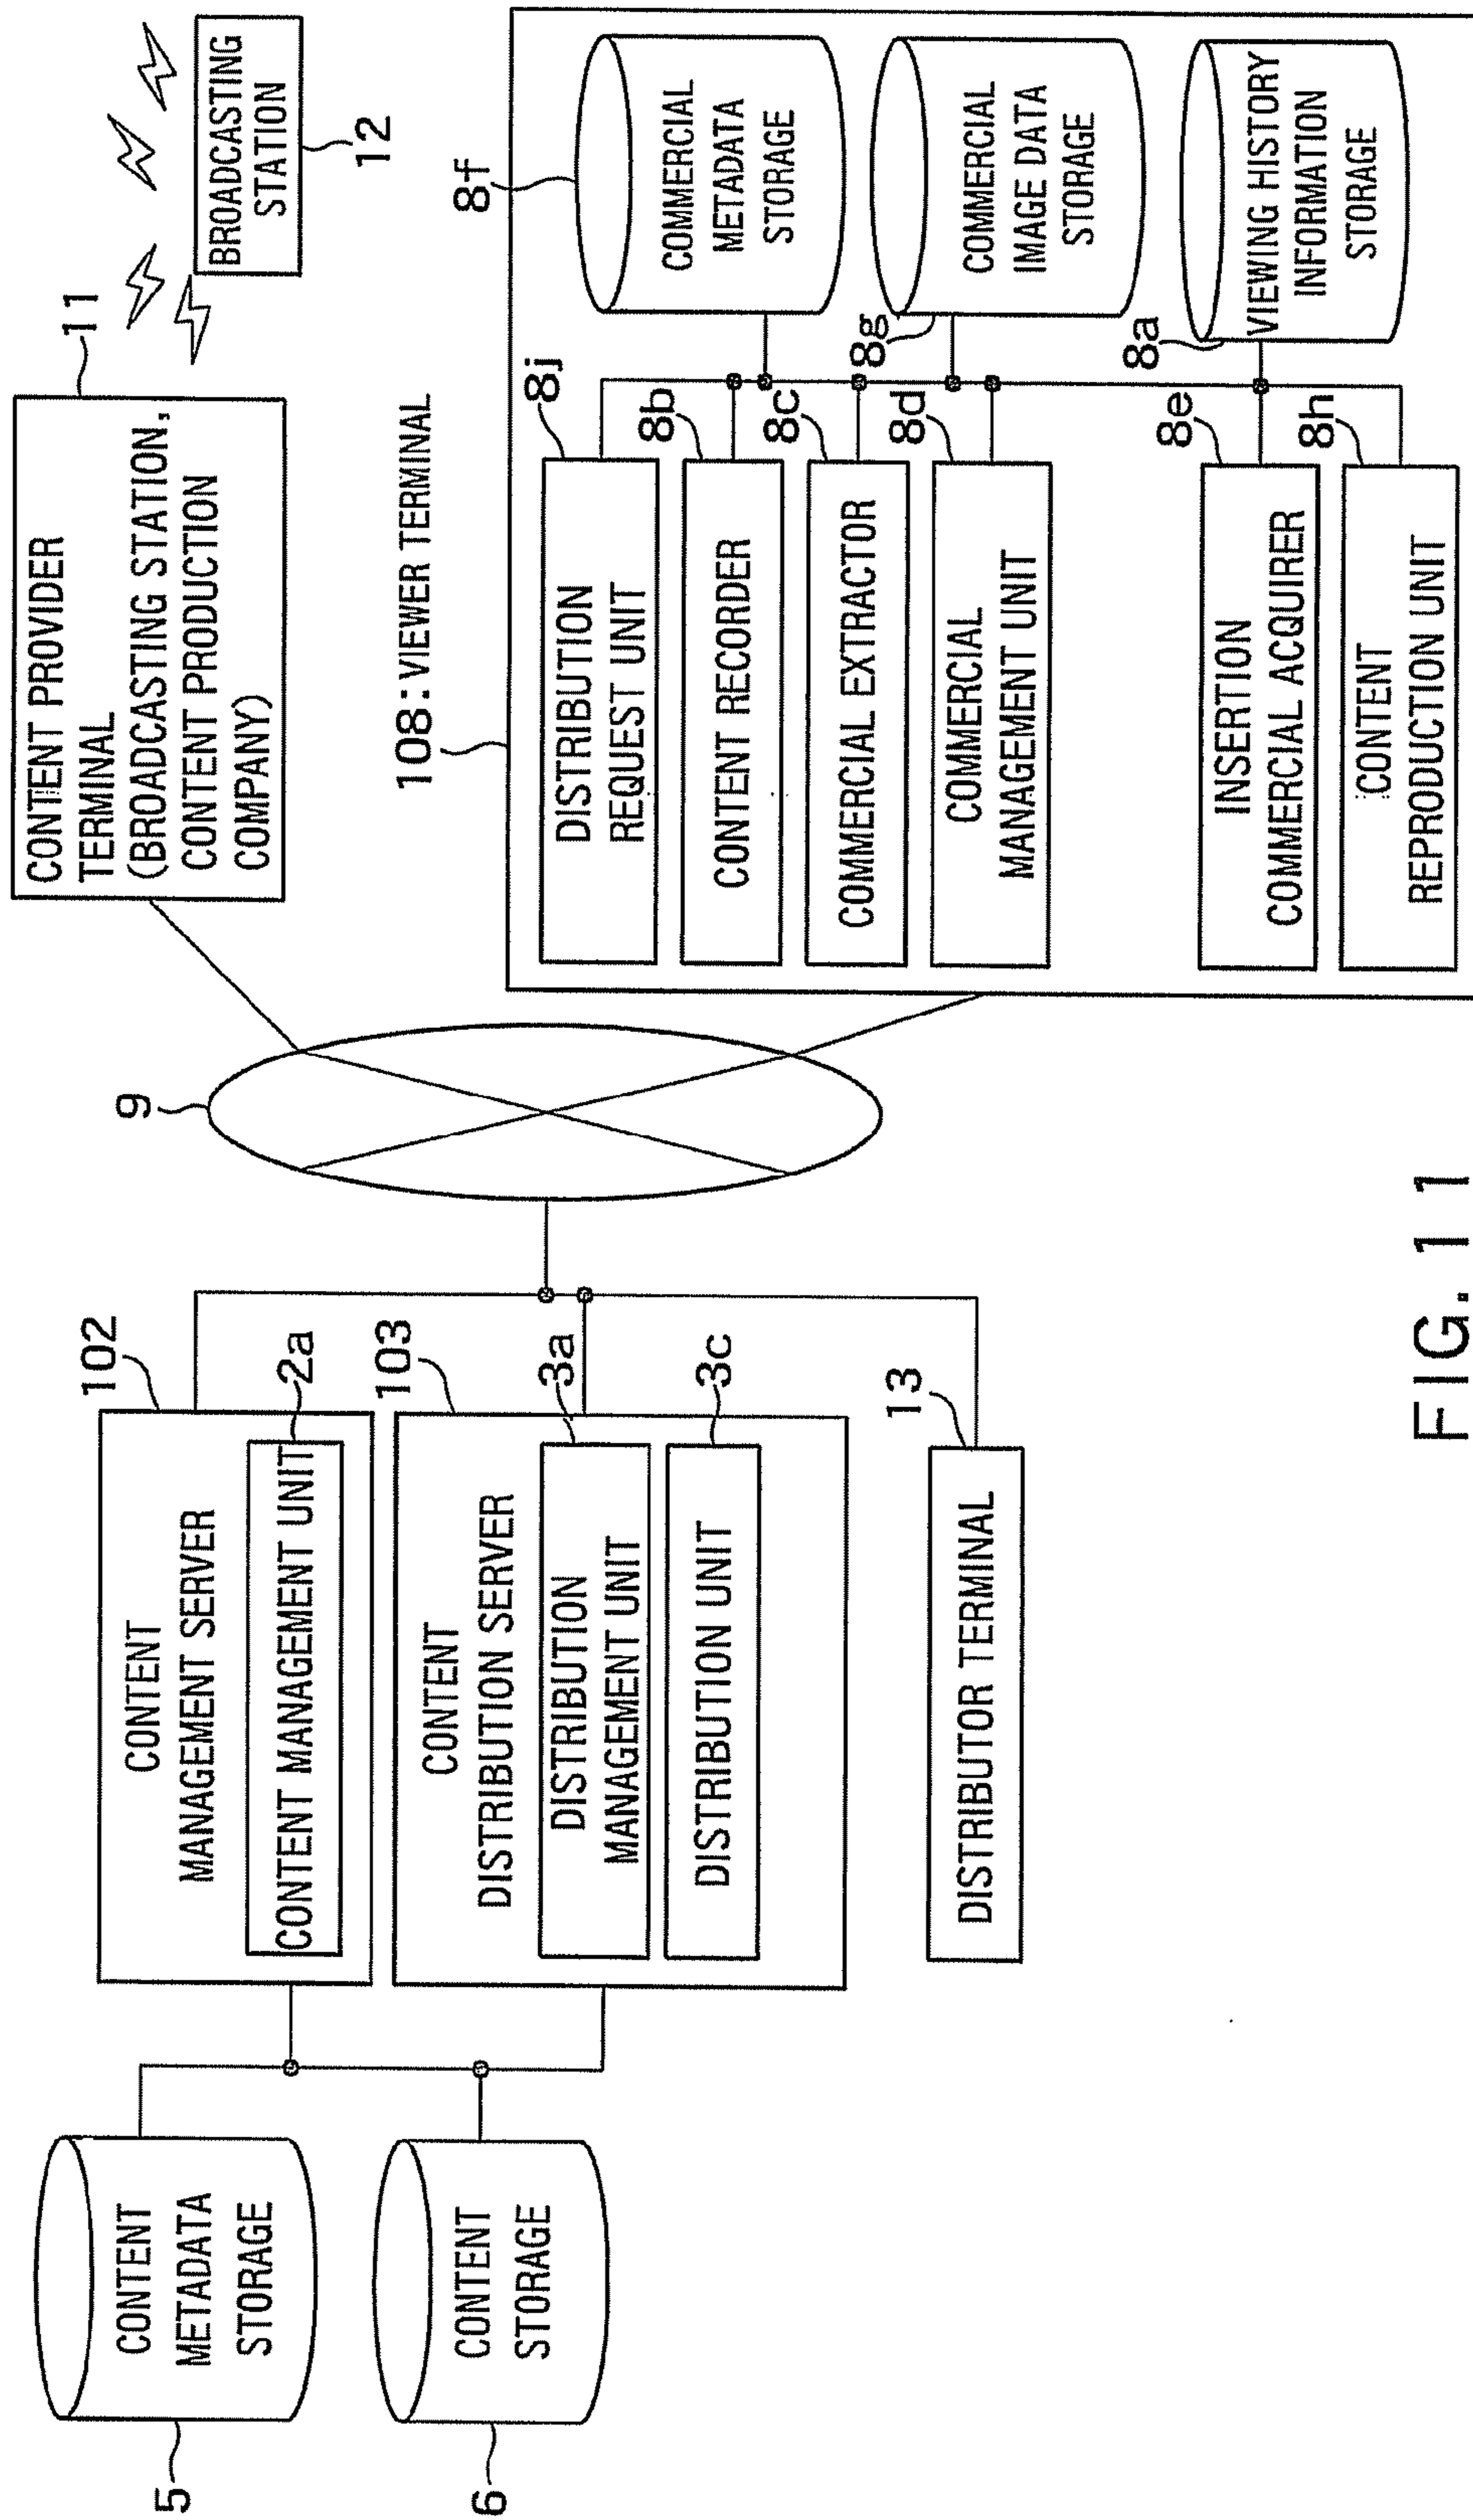 5
CONTENT
METADATA
STORAGE
6
CONTENT
STORAGE
102
CONTENT
MANAGEMENT SERVER
2a
CONTENT MANAGEMENT UNIT
103
CONTENT
DISTRIBUTION SERVER
3a
DISTRIBUTION
MANAGEMENT UNIT
3c
DISTRIBUTION UNIT
13
DISTRIBUTOR TERMINAL
9
11
CONTENT PROVIDER
TERMINAL
(BROADCASTING STATION,
CONTENT PRODUCTION
COMPANY)
BROADCASTING
STATION
12
108 : VIEWER TERMINAL
8j
DISTRIBUTION
REQUEST UNIT
8b
CONTENT RECORDER
8c
COMMERCIAL EXTRACTOR
8d
COMMERCIAL
MANAGEMENT UNIT
8e
INSERTION
COMMERCIAL ACQUIRER
8h
CONTENT
REPRODUCTION UNIT
8f
COMMERCIAL
METADATA
STORAGE
8g
COMMERCIAL
IMAGE DATA
STORAGE
8a
VIEWING HISTORY
INFORMATION
STORAGE
FIG. 11